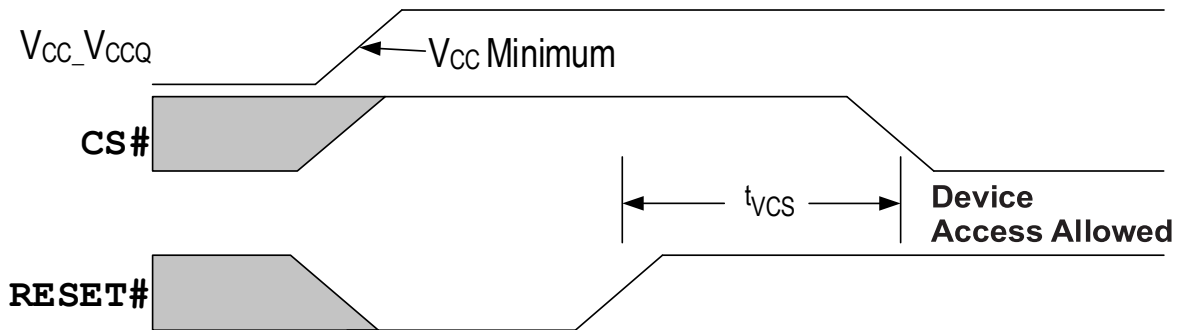 VCC_VCCQ
VCC Minimum
CS#
tVCS
Device
Access Allowed
RESET#